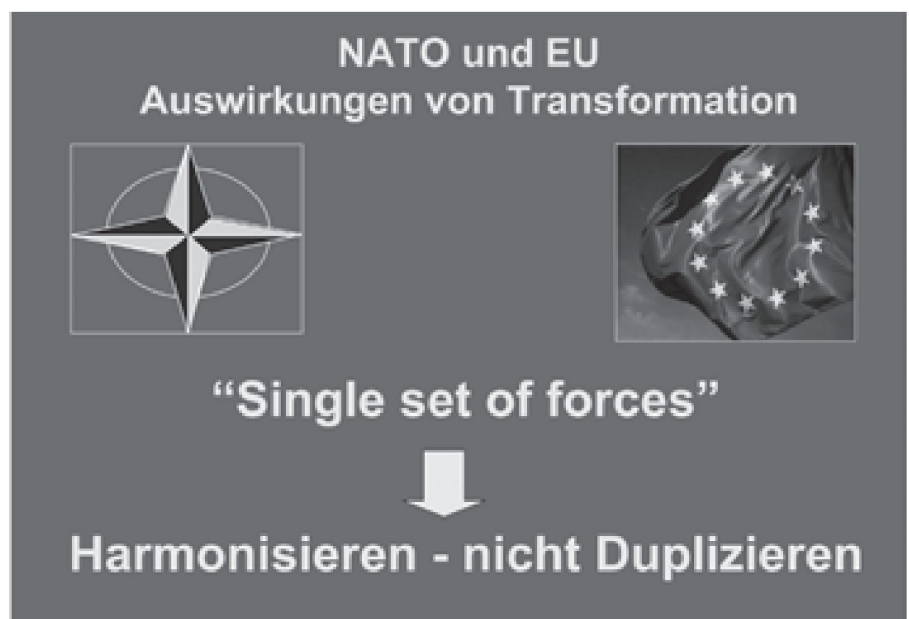 NATO und EU
Auswirkungen von Transformation
“Single set of forces”
Harmonisieren - nicht Duplizieren